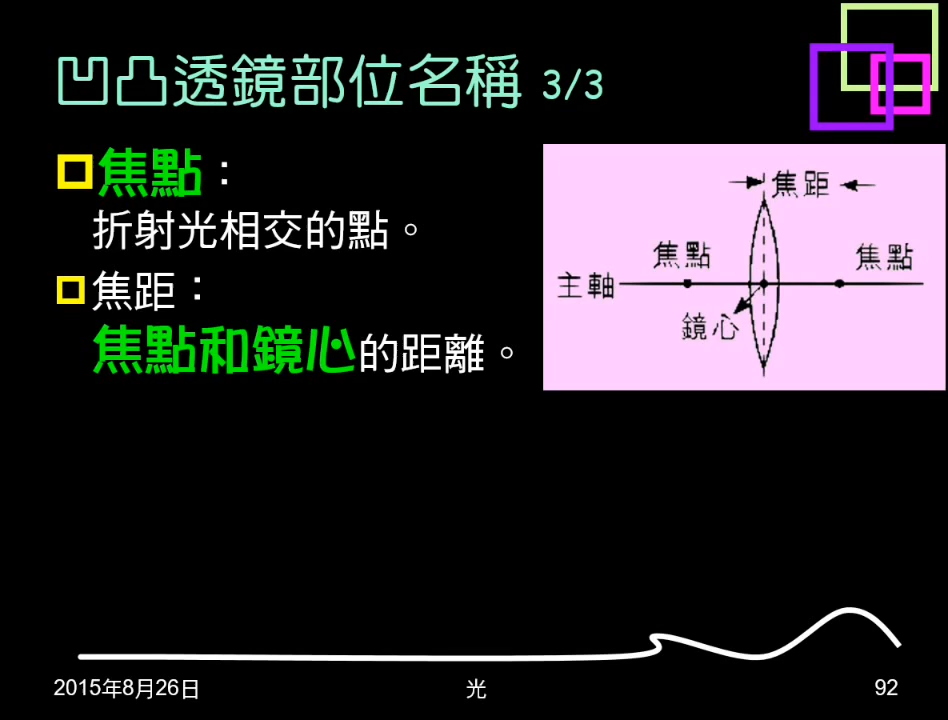 凹凸透鏡部位名稱 3/3
焦點：
折射光相交的點。
焦距：
焦點和鏡心的距離。
焦距
焦點
焦點
主軸
鏡心
2015年8月26日
光
92